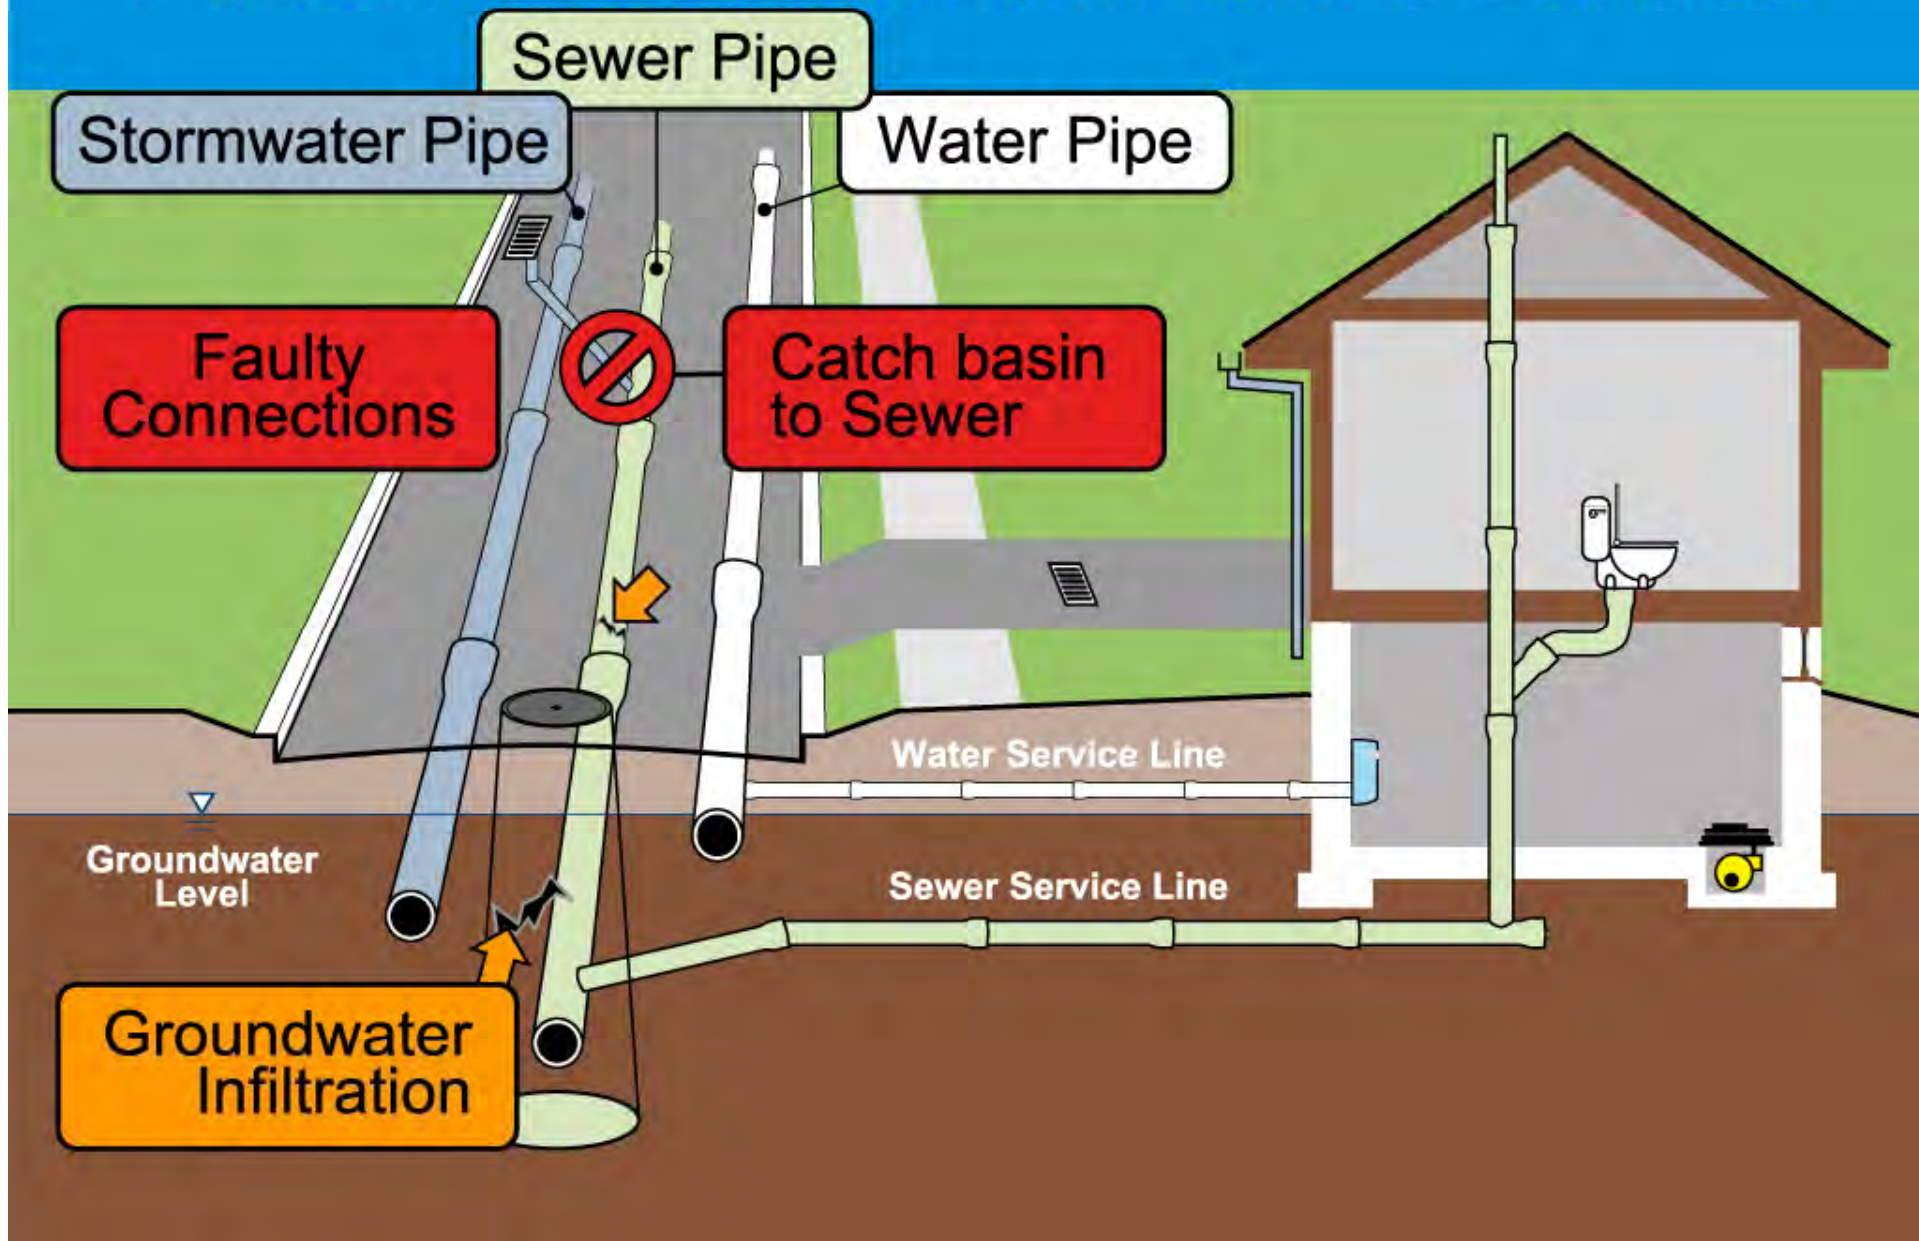 Sewer Pipe
Stormwater Pipe
Water Pipe
Faulty
Connections
Catch basin
to Sewer
Water Service Line
Groundwater
Level
Sewer Service Line
Groundwater
Infiltration